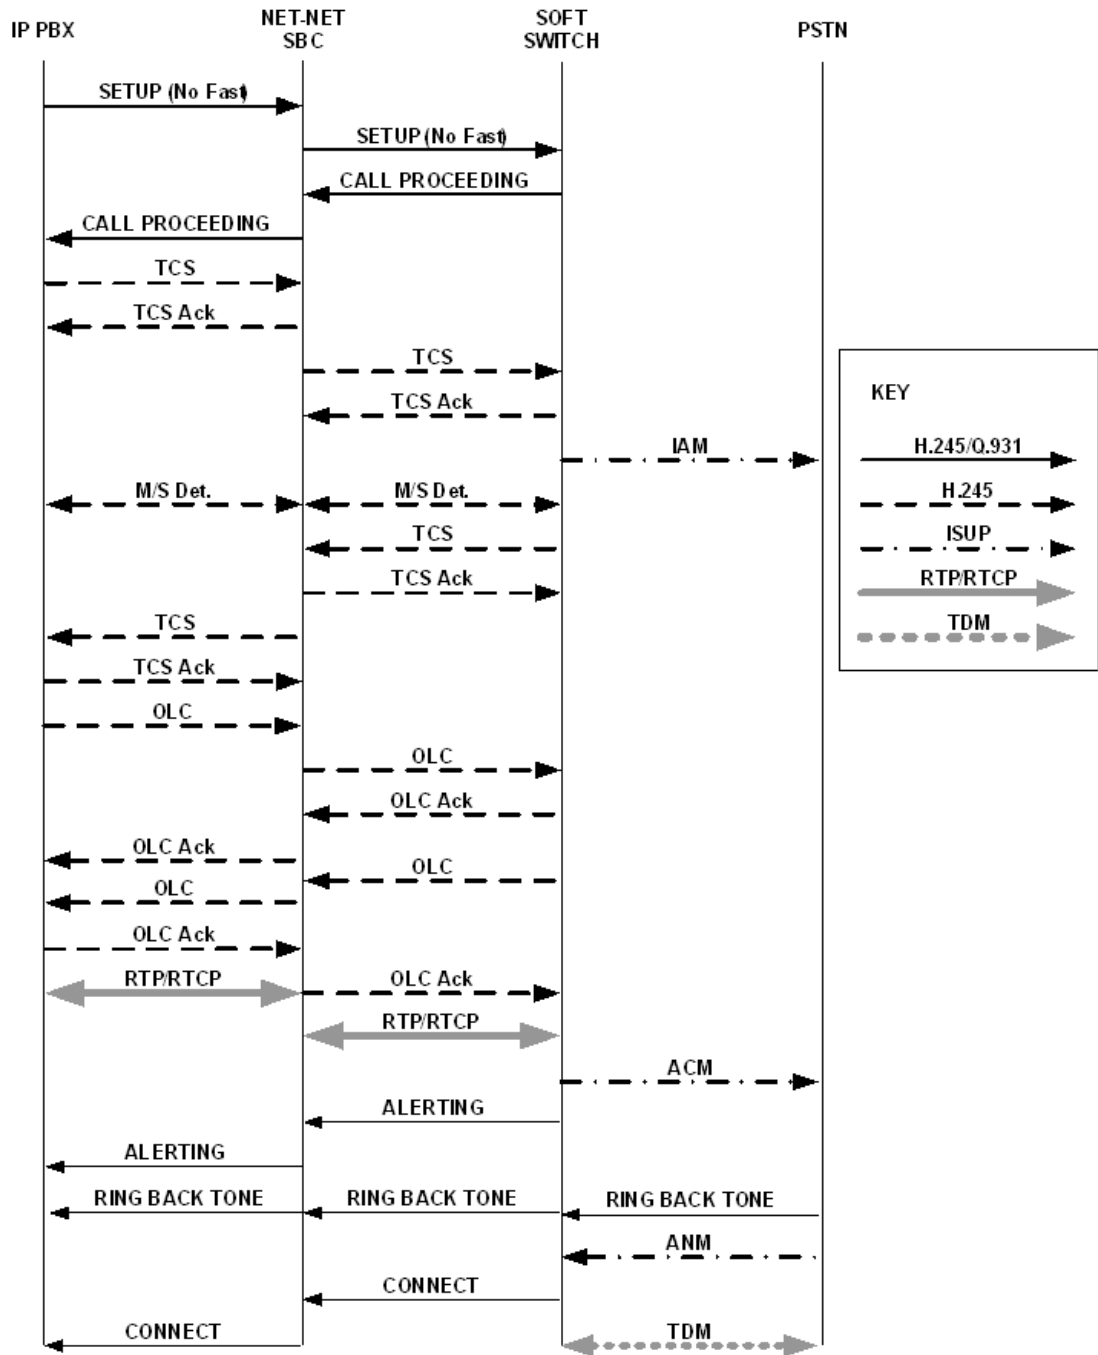 IP PBX
NET-NET
SBC
SOFT
SWITCH
PSTN
SETUP (No Fast)
SETUP (No Fast)
CALL PROCEEDING
CALL PROCEEDING
TCS
TCS Ack
TCS
TCS Ack
IAM
M/S Det.
M/S Det.
TCS
TCS Ack
TCS
TCS Ack
OLC
OLC
OLC Ack
OLC Ack
OLC
OLC
OLC Ack
RTP/RTCP
OLC Ack
RTP/RTCP
ACM
ALERTING
ALERTING
RING BACK TONE
RING BACK TONE
RING BACK TONE
ANM
CONNECT
CONNECT
TDM
KEY
H.245/Q.931
H.245
ISUP
RTP/RTCP
TDM